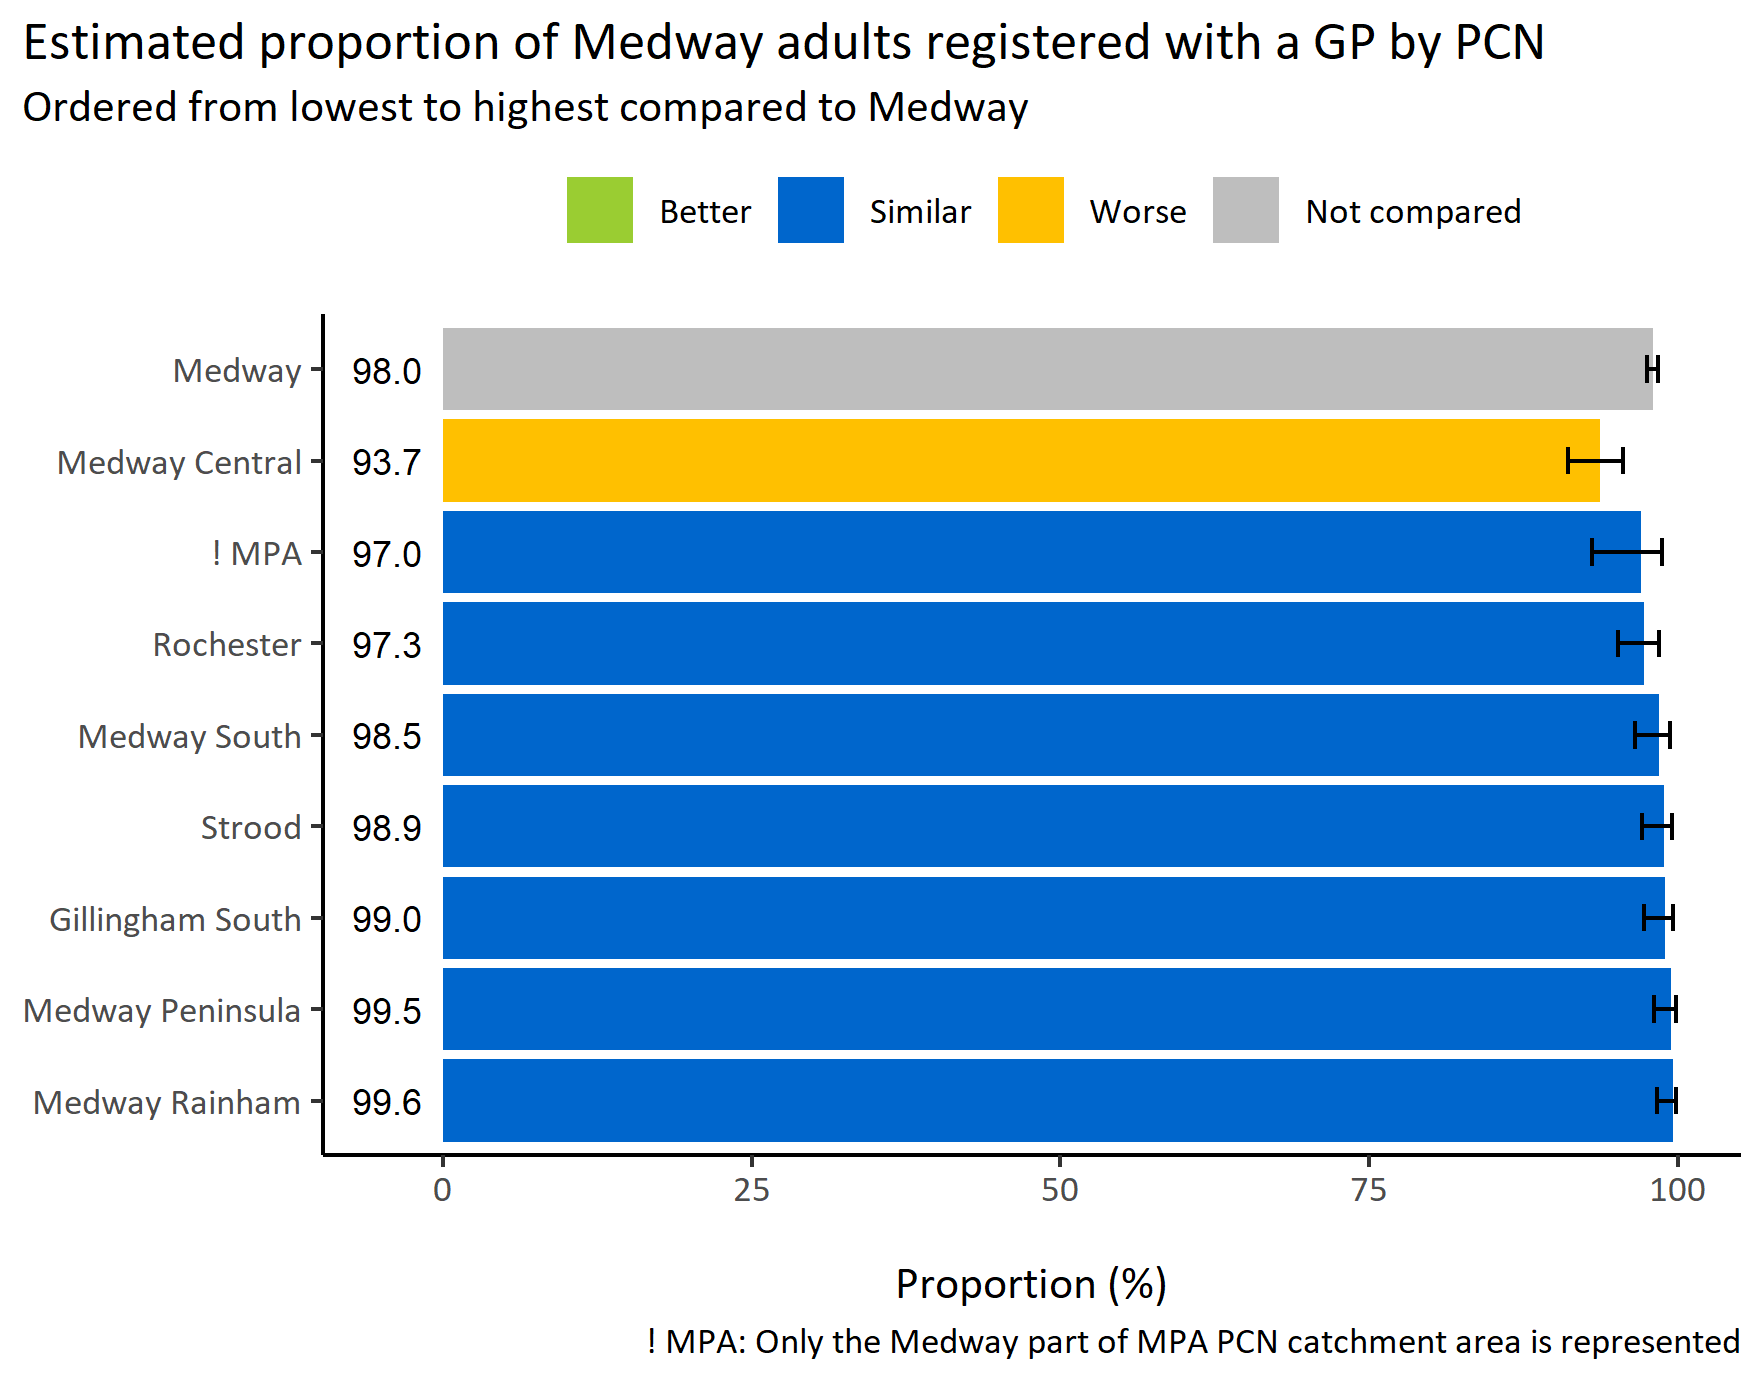 Estimated proportion of Medway adults registered with a GP by PCN
Ordered from lowest to highest compared to Medway
Better Similar Worse Not compared
Medway 98.0
Medway Central 93.7
! MPA 97.0
Rochester 97.3
Medway South 98.5
Strood 98.9
Gillingham South 99.0
Medway Peninsula 99.5
Medway Rainham 99.6
0 25 50 75 100
Proportion (%)
! MPA: Only the Medway part of MPA PCN catchment area is represented